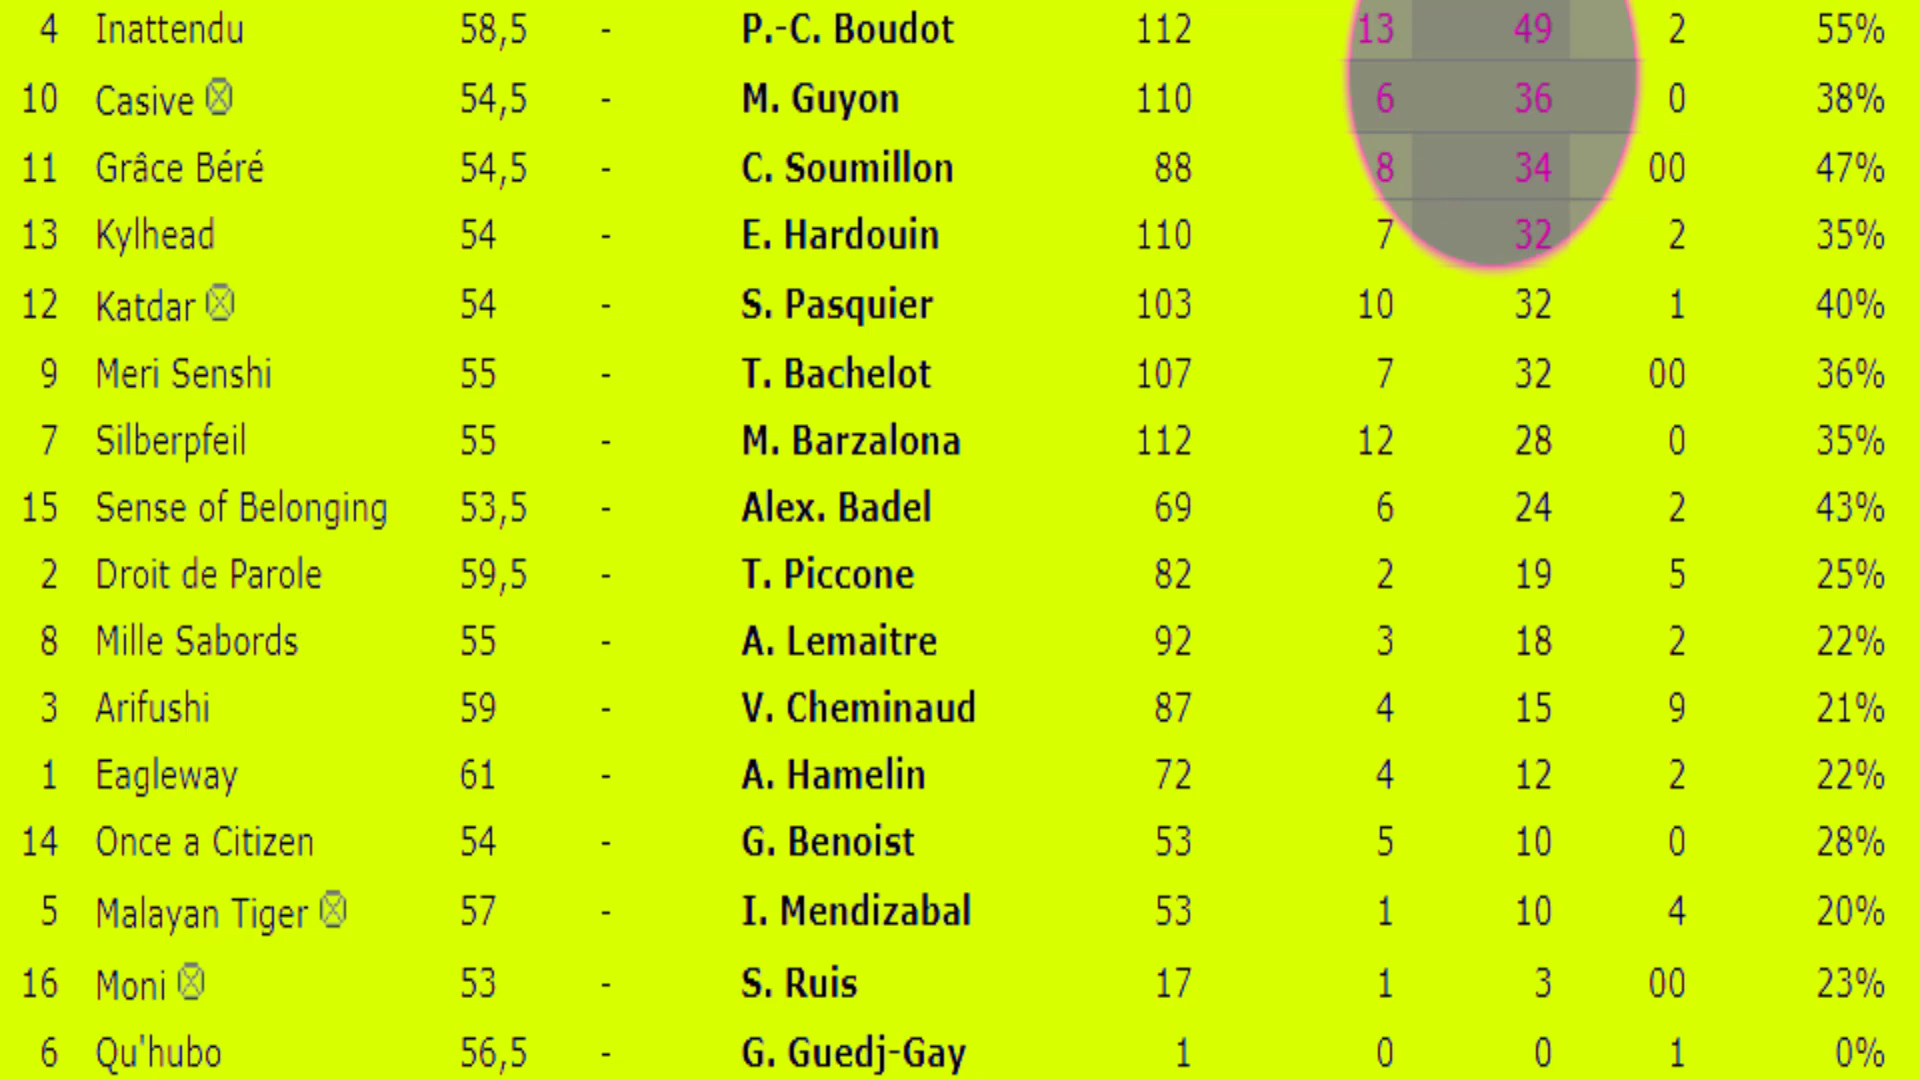 4 Inattendu 58,5 - P.-C. Boudot 112 13 49 2 55%
10 Casive 54,5 - M. Guyon 110 6 36 0 38%
11 Grâce Béré 54,5 - C. Soumillon 88 8 34 00 47%
13 Kylhead 54 - E. Hardouin 110 7 32 2 35%
12 Katdar 54 - S. Pasquier 103 10 32 1 40%
9 Meri Senshi 55 - T. Bachelot 107 7 32 00 36%
7 Silberpfeil 55 - M. Barzalona 112 12 28 0 35%
15 Sense of Belonging 53,5 - Alex. Badel 69 6 24 2 43%
2 Droit de Parole 59,5 - T. Piccone 82 2 19 5 25%
8 Mille Sabords 55 - A. Lemaitre 92 3 18 2 22%
3 Arifushi 59 - V. Cheminaud 87 4 15 9 21%
1 Eagleway 61 - A. Hamelin 72 4 12 2 22%
14 Once a Citizen 54 - G. Benoist 53 5 10 0 28%
5 Malayan Tiger 57 - I. Mendizabal 53 1 10 4 20%
16 Moni 53 - S. Ruis 17 1 3 00 23%
6 Qu'hubo 56,5 - G. Guedj-Gay 1 0 0 1 0%